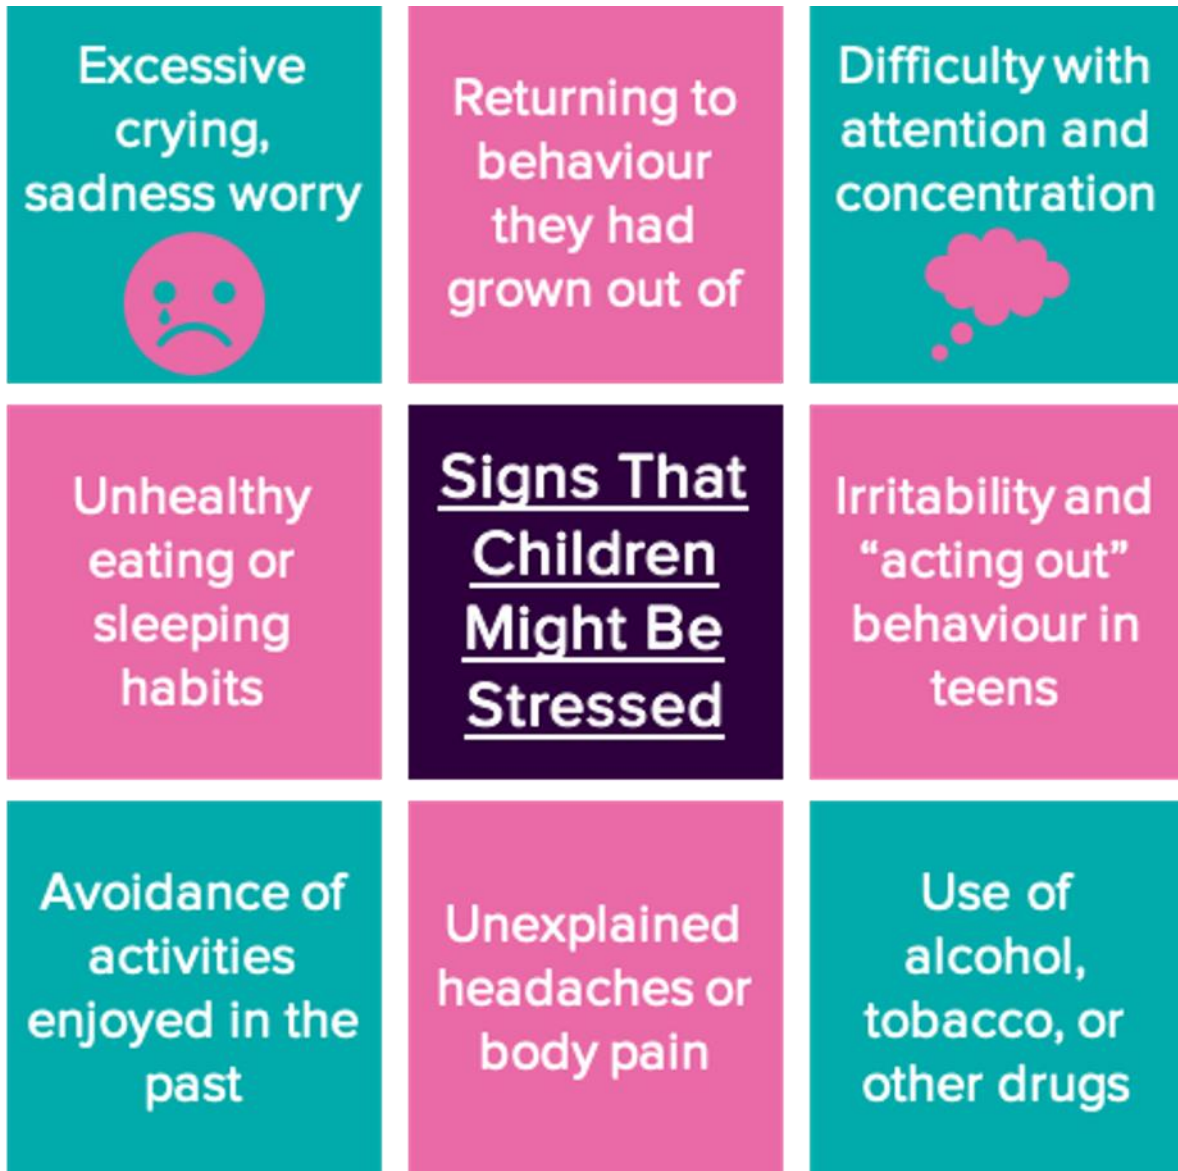 Excessive
crying,
sadness worry
Returning to
behaviour
they had
grown out of
Difficulty with
attention and
concentration
Unhealthy
eating or
sleeping
habits
Signs That
Children
Might Be
Stressed
Irritability and
“acting out”
behaviour in
teens
Avoidance of
activities
enjoyed in the
past
Unexplained
headaches or
body pain
Use of
alcohol,
tobacco, or
other drugs